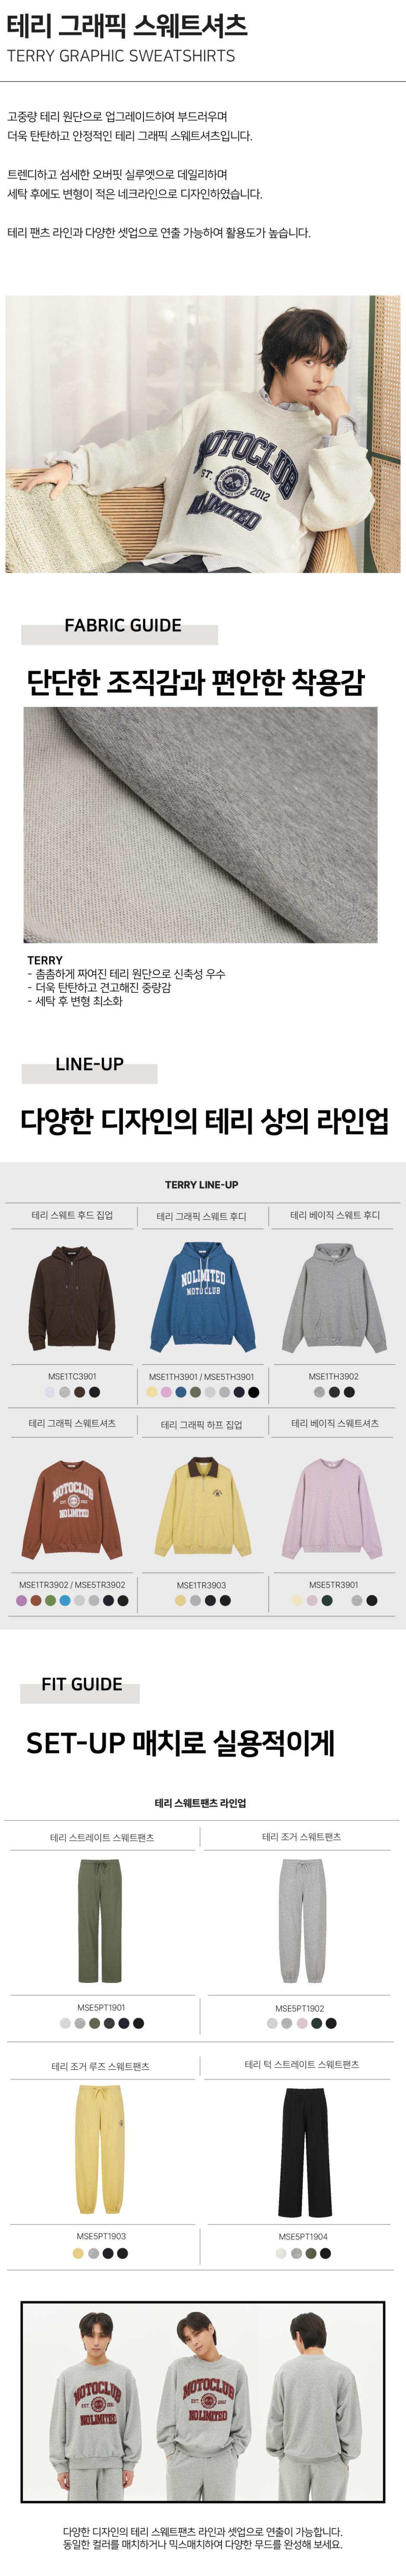 테리 그래픽 스웨트셔츠
TERRY GRAPHIC SWEATSHIRTS
고중량 테리 원단으로 업그레이드하여 부드러우며
더욱 탄탄하고 안정적인 테리 그래픽 스웨트셔츠입니다.
트렌디하고 섬세한 오버핏 실루엣으로 데일리하며
세탁 후에도 변형이 적은 네크라인으로 디자인하였습니다.
테리 팬츠 라인과 다양한 셋업으로 연출 가능하여 활용도가 높습니다.
MOTOCLUB
EST. 2012
NOLIMITED
FABRIC GUIDE
단단한 조직감과 편안한 착용감
TERRY
- 촘촘하게 짜여진 테리 원단으로 신축성 우수
- 더욱 탄탄하고 견고해진 중량감
- 세탁 후 변형 최소화
LINE-UP
다양한 디자인의 테리 상의 라인업
TERRY LINE-UP
테리 스웨트 후드 집업
테리 그래픽 스웨트 후디
테리 베이직 스웨트 후디
NOLIMITED
MOTOCLUB
MSE1TC3901
MSE1TH3901 / MSE5TH3901
MSE1TH3902
테리 그래픽 스웨트셔츠
테리 그래픽 하프 집업
테리 베이직 스웨트셔츠
MOTOCLUB
NOLIMITED
MSE1TR3902 / MSE5TR3902
MSE1TR3903
MSE5TR3901
FIT GUIDE
SET-UP 매치로 실용적이게
테리 스웨트팬츠 라인업
테리 스트레이트 스웨트팬츠
테리 조거 스웨트팬츠
MSE5PT1901
MSE5PT1902
테리 조거 루즈 스웨트팬츠
테리 턱 스트레이트 스웨트팬츠
MSE5PT1903
MSE5PT1904
MOTOCLUB
NOLIMITED
MOTOCLUB
NOLIMITED
다양한 디자인의 테리 스웨트팬츠 라인과 셋업으로 연출이 가능합니다.
동일한 컬러를 매치하거나 믹스매치하여 다양한 무드를 완성해 보세요.